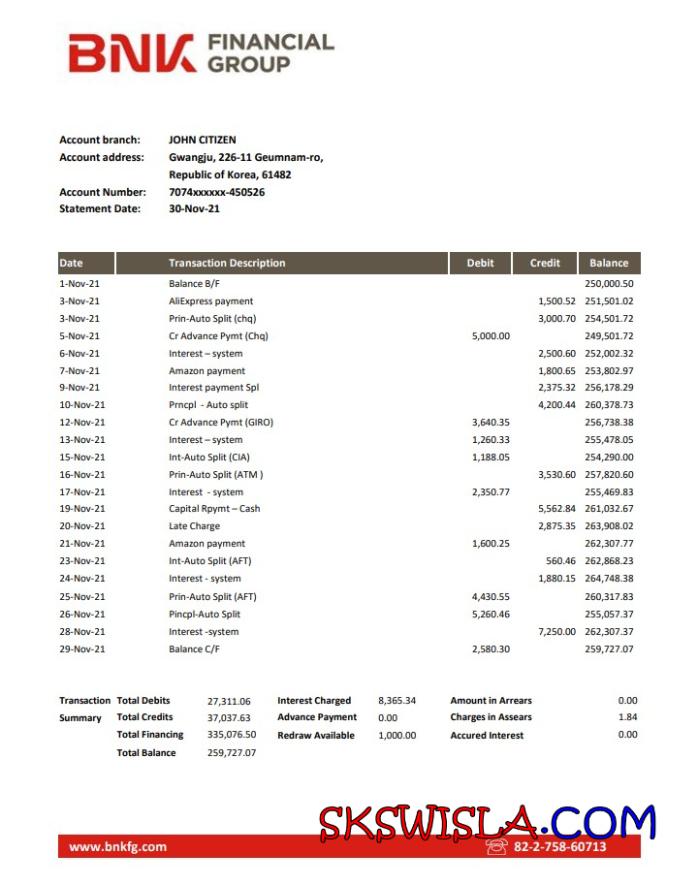 BNK FINANCIAL
GROUP
Account branch: JOHN CITIZEN
Account address: Gwangju, 226-11 Geumnam-ro,
Republic of Korea, 61482
Account Number: 7074xxxxxx-450526
Statement Date: 30-Nov-21
Date Transaction Description Debit Credit Balance
1-Nov-21 Balance B/F 250,000.50
3-Nov-21 AliExpress payment 1,500.52 251,501.02
3-Nov-21 Prin-Auto Split (chq) 3,000.70 254,501.72
5-Nov-21 Cr Advance Pymt (Chq) 5,000.00 249,501.72
6-Nov-21 Interest – system 2,500.60 252,002.32
7-Nov-21 Amazon payment 1,800.65 253,802.97
9-Nov-21 Interest payment Spl 2,375.32 256,178.29
10-Nov-21 Prncpl - Auto split 4,200.44 260,378.73
12-Nov-21 Cr Advance Pymt (GIRO) 3,640.35 256,738.38
13-Nov-21 Interest – system 1,260.33 255,478.05
15-Nov-21 Int-Auto Split (CIA) 1,188.05 254,290.00
16-Nov-21 Prin-Auto Split (ATM ) 3,530.60 257,820.60
17-Nov-21 Interest - system 2,350.77 255,469.83
19-Nov-21 Capital Rpymt – Cash 5,562.84 261,032.67
20-Nov-21 Late Charge 2,875.35 263,908.02
21-Nov-21 Amazon payment 1,600.25 262,307.77
23-Nov-21 Int-Auto Split (AFT) 560.46 262,868.23
24-Nov-21 Interest - system 1,880.15 264,748.38
25-Nov-21 Prin-Auto Split (AFT) 4,430.55 260,317.83
26-Nov-21 Pincpl-Auto Split 5,260.46 255,057.37
28-Nov-21 Interest -system 7,250.00 262,307.37
29-Nov-21 Balance C/F 2,580.30 259,727.07
Transaction Total Debits 27,311.06 Interest Charged 8,365.34 Amount in Arrears 0.00
Summary Total Credits 37,037.63 Advance Payment 0.00 Charges in Assears 1.84
Total Financing 335,076.50 Redraw Available 1,000.00 Accured Interest 0.00
Total Balance 259,727.07
SKSWISLA.COM
www.bnkfg.com 82-2-758-60713